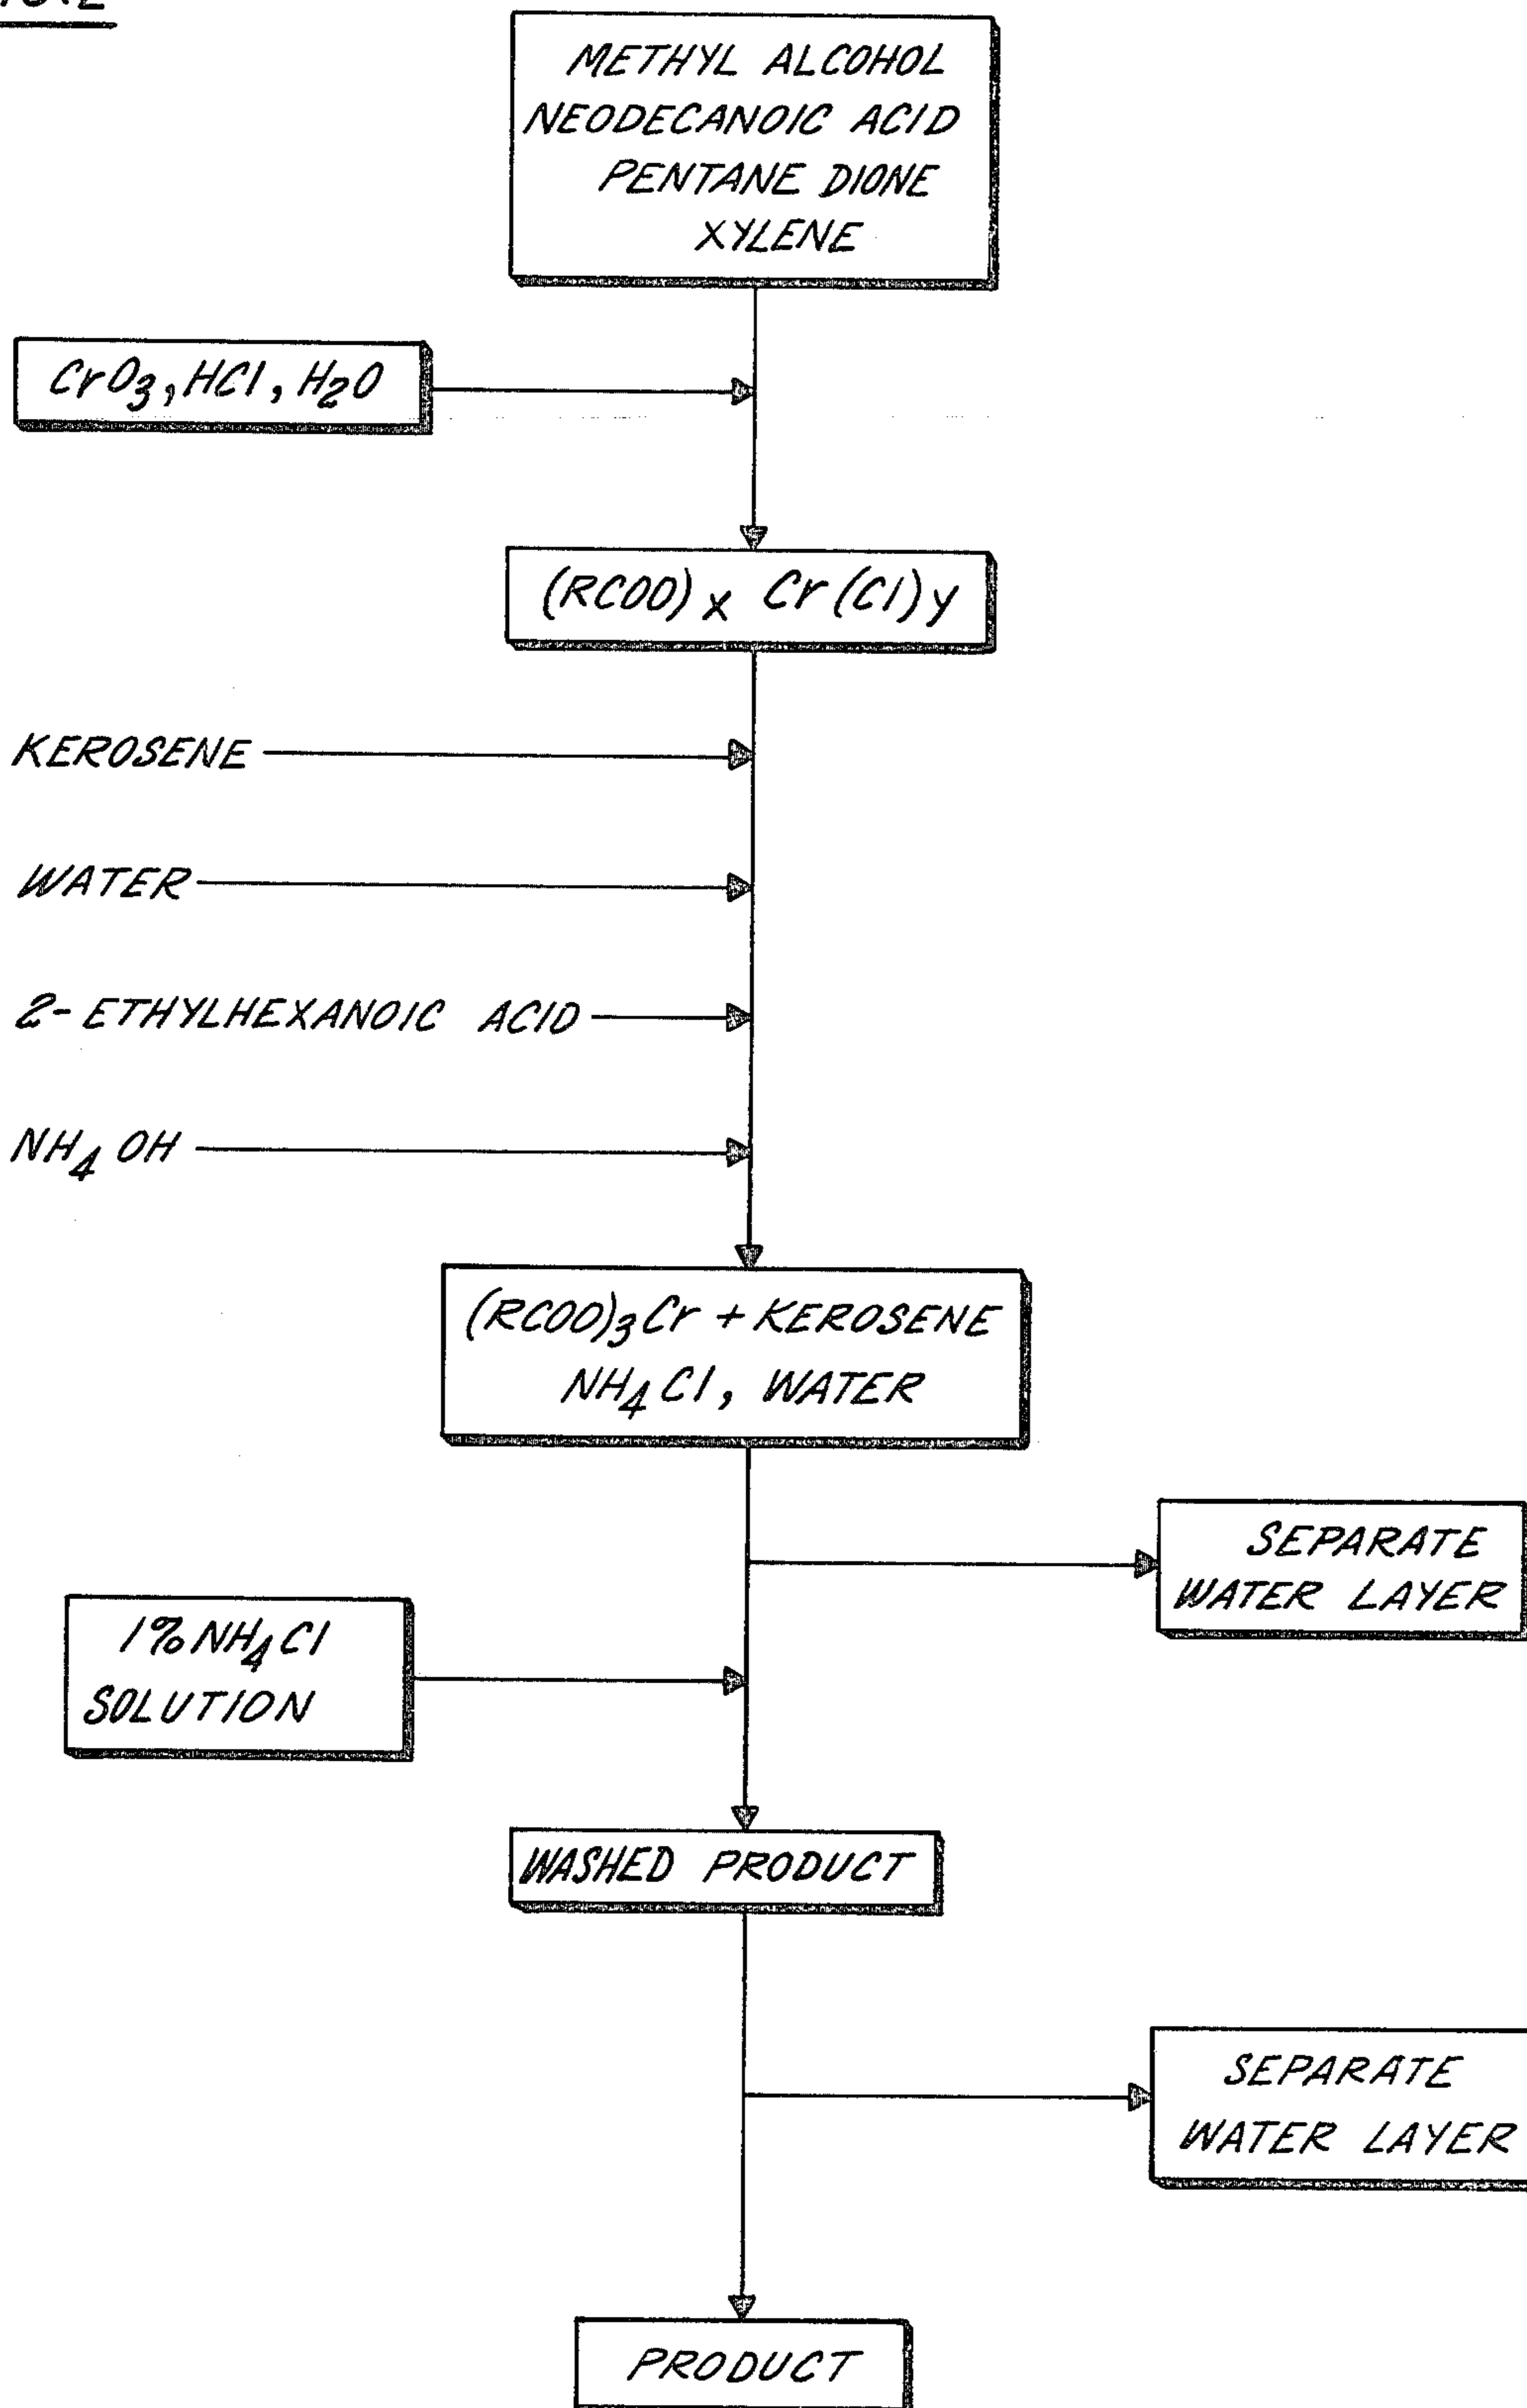 METHYL ALCOHOL
NEODECANOIC ACID
PENTANE DIONE
XYLENE
CrO3, HCl, H2O
(RCOO)x Cr(Cl)y
KEROSENE
WATER
2-ETHYLHEXANOIC ACID
NH4OH
(RCOO)3Cr + KEROSENE
NH4Cl, WATER
SEPARATE
WATER LAYER
1% NH4Cl
SOLUTION
WASHED PRODUCT
SEPARATE
WATER LAYER
PRODUCT